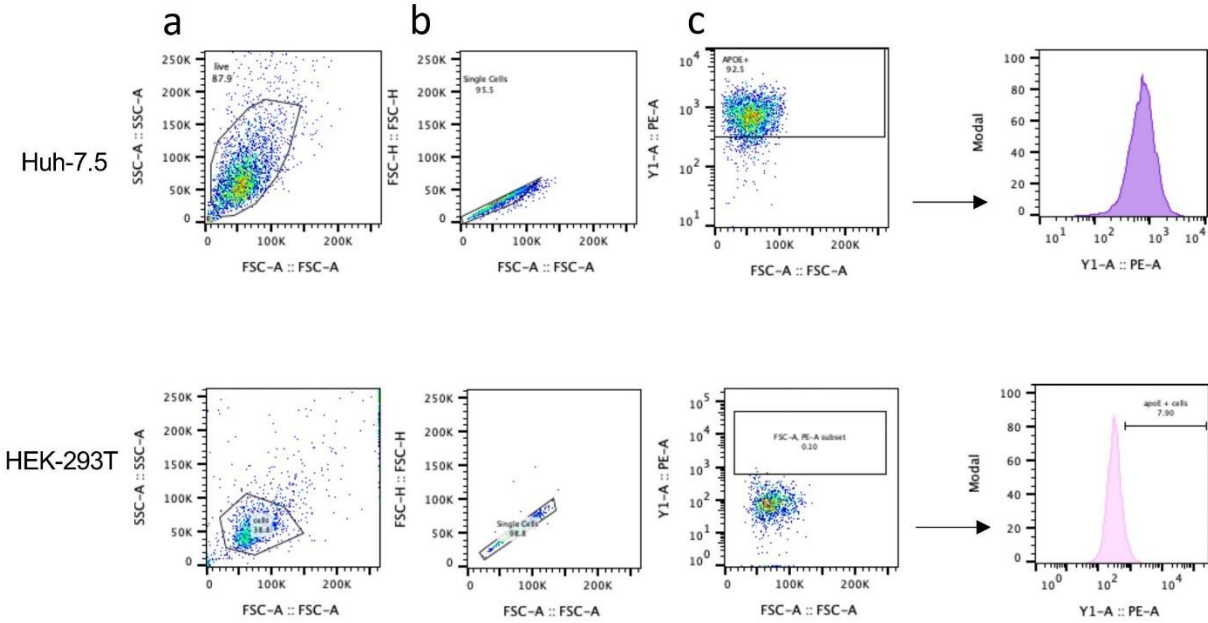 a
b
c
Huh-7.5
live
87.9
250K
200K
150K
100K
50K
0
SSC-A :: SSC-A
0
100K
200K
FSC-A :: FSC-A
Single Cells
95.5
250K
200K
150K
100K
50K
0
FSC-H :: FSC-H
0
100K
200K
FSC-A :: FSC-A
APOE+
92.5
10^4
10^3
10^2
10^1
Y1-A :: PE-A
0
100K
200K
FSC-A :: FSC-A
100
80
60
40
20
0
Modal
10^1
10^2
10^3
10^4
Y1-A :: PE-A
HEK-293T
250K
200K
150K
100K
50K
0
SSC-A :: SSC-A
cells
0
100K
200K
FSC-A :: FSC-A
250K
200K
150K
100K
50K
0
FSC-H :: FSC-H
Single Cells
98.8
0
100K
200K
FSC-A :: FSC-A
10^5
10^4
10^3
10^2
10^1
10^0
Y1-A :: PE-A
FSC-A, PE-A subset
0.10
0
100K
200K
FSC-A :: FSC-A
100
80
60
40
20
0
Modal
apoE + cells
7.90
10^0
10^2
10^4
Y1-A :: PE-A